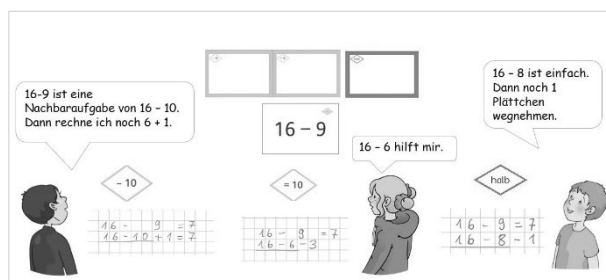 16-9 ist eine
Nachbaraufgabe von 16 – 10.
Dann rechne ich noch 6 + 1.
16 – 9
16 – 8 ist einfach.
Dann noch 1
Plättchen
wegnehmen.
16 – 6 hilft mir.
– 10
= 10
halb
16 - 9 = 7
16 - 10 + 1 = 7
16 - 9 = 7
16 - 6 - 3
16 - 9 = 7
16 - 8 - 1